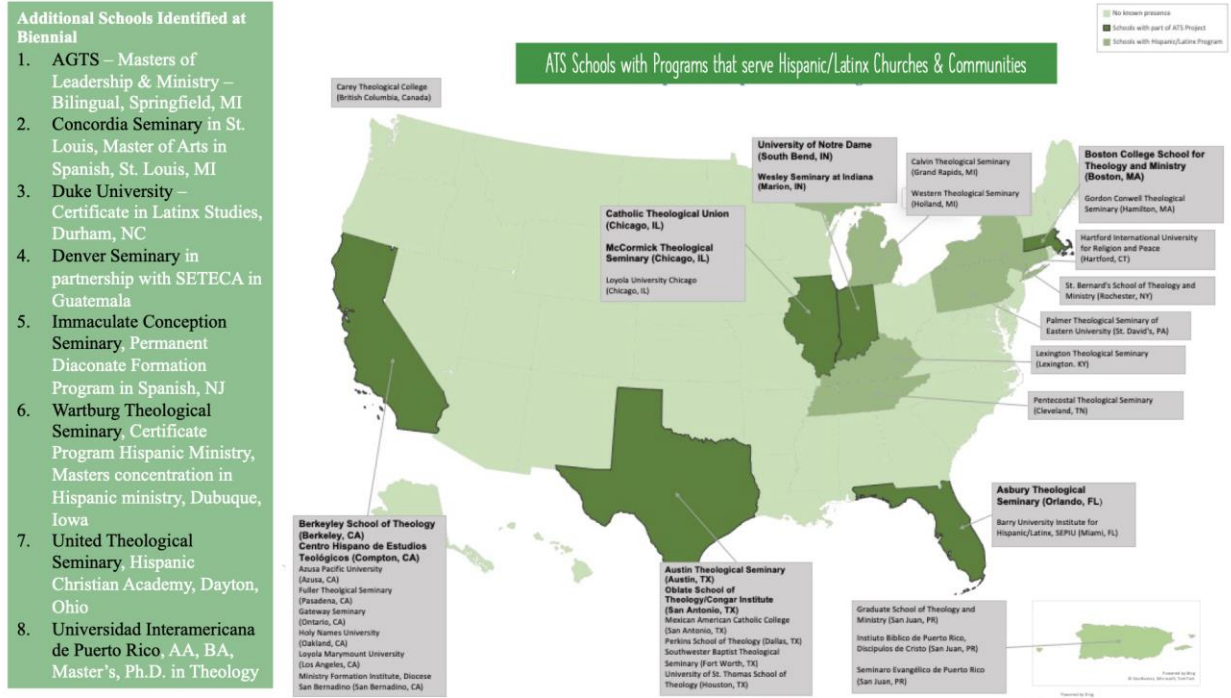 Additional Schools Identified at
Biennial
1. AGTS – Masters of
Leadership & Ministry –
Bilingual, Springfield, MI
2. Concordia Seminary in St.
Louis, Master of Arts in
Spanish, St. Louis, MI
3. Duke University –
Certificate in Latinx Studies,
Durham, NC
4. Denver Seminary in
partnership with SETECA in
Guatemala
5. Immaculate Conception
Seminary, Permanent
Diaconate Formation
Program in Spanish, NJ
6. Wartburg Theological
Seminary, Certificate
Program Hispanic Ministry,
Masters concentration in
Hispanic ministry, Dubuque,
Iowa
7. United Theological
Seminary, Hispanic
Christian Academy, Dayton,
Ohio
8. Universidad Interamericana
de Puerto Rico, AA, BA,
Master's, Ph.D. in Theology
No known presence
Schools with part of ATS Project
Schools with Hispanic/Latinx Program
ATS Schools with Programs that serve Hispanic/Latinx Churches & Communities
Carey Theological College
(British Columbia, Canada)
University of Notre Dame
(South Bend, IN)
Wesley Seminary at Indiana
(Marion, IN)
Calvin Theological Seminary
(Grand Rapids, MI)
Western Theological Seminary
(Holland, MI)
Boston College School for
Theology and Ministry
(Boston, MA)
Gordon Conwell Theological
Seminary (Hamilton, MA)
Catholic Theological Union
(Chicago, IL)
McCormick Theological
Seminary (Chicago, IL)
Loyola University Chicago
(Chicago, IL)
Hartford International University
for Religion and Peace
(Hartford, CT)
St. Bernard's School of Theology and
Ministry (Rochester, NY)
Palmer Theological Seminary of
Eastern University (St. David's, PA)
Lexington Theological Seminary
(Lexington. KY)
Pentecostal Theological Seminary
(Cleveland, TN)
Asbury Theological
Seminary (Orlando, FL)
Barry University Institute for
Hispanic/Latinx, SEPIU (Miami, FL)
Berkeyley School of Theology
(Berkeley, CA)
Centro Hispano de Estudios
Teológicos (Compton, CA)
Azusa Pacific University
(Azusa, CA)
Fuller Theolgical Seminary
(Pasadena, CA)
Gateway Seminary
(Ontario, CA)
Holy Names University
(Oakland, CA)
Loyola Marymount University
(Los Angeles, CA)
Ministry Formation Institute, Diocese
San Bernadino (San Bernadino, CA)
Austin Theological Seminary
(Austin, TX)
Oblate School of
Theology/Congar Institute
(San Antonio, TX)
Mexican American Catholic College
(San Antonio, TX)
Perkins School of Theology (Dallas, TX)
Southwester Baptist Theological
Seminary (Fort Worth, TX)
University of St. Thomas School of
Theology (Houston, TX)
Graduate School of Theology and
Ministry (San Juan, PR)
Instiuto Biblico de Puerto Rico,
Discipulos de Cristo (San Juan, PR)
Seminaro Evangélico de Puerto Rico
(San Juan, PR)
Powered by Bing
© GeoNames, Microsoft, TomTom
Powered by Bing